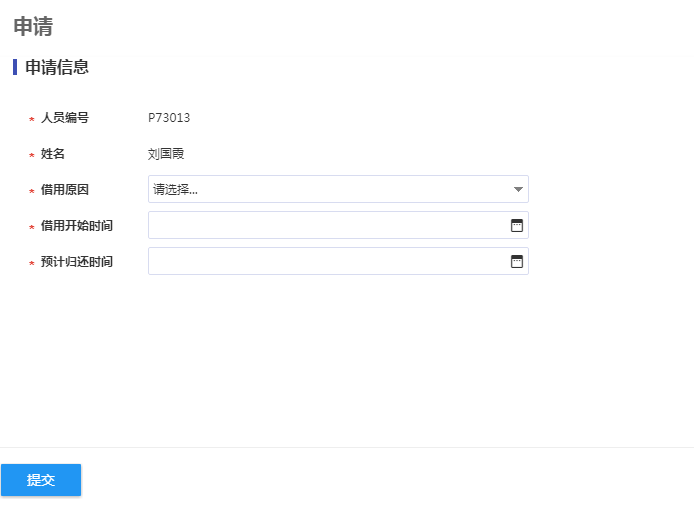 申请
申请信息
* 人员编号 P73013
* 姓名 刘国霞
* 借用原因 请选择...
* 借用开始时间
* 预计归还时间
提交